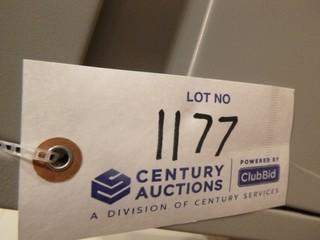 LOT NO
1177
CENTURY
AUCTIONS
POWERED BY
ClubBid
A DIVISION OF CENTURY SERVICES